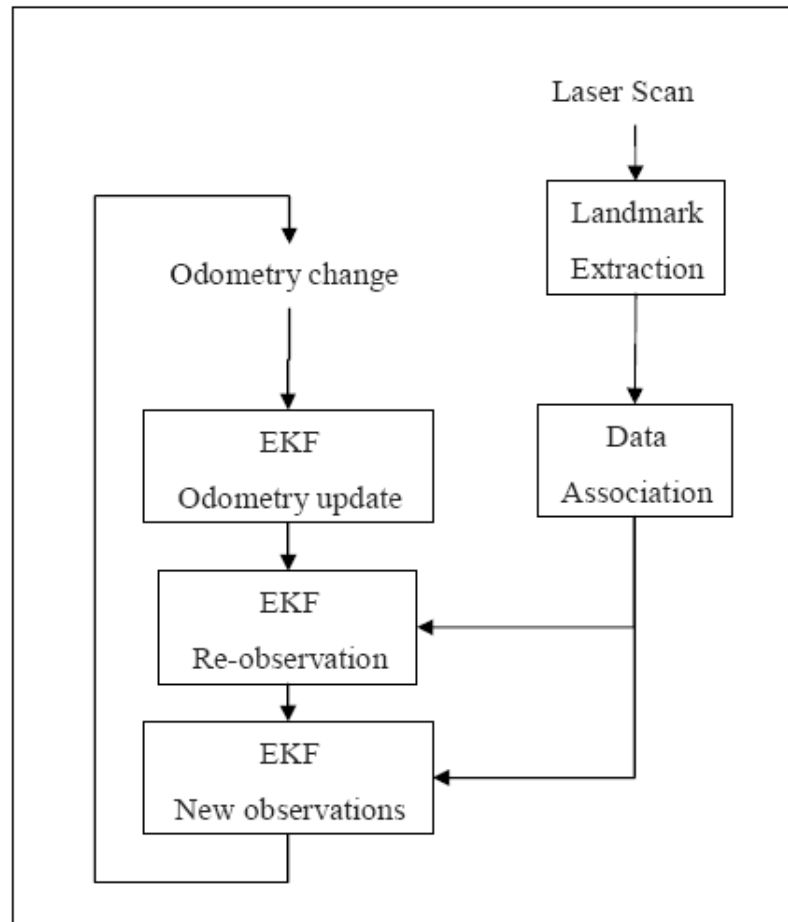 Laser Scan
Landmark
Extraction
Odometry change
EKF
Odometry update
Data
Association
EKF
Re-observation
EKF
New observations